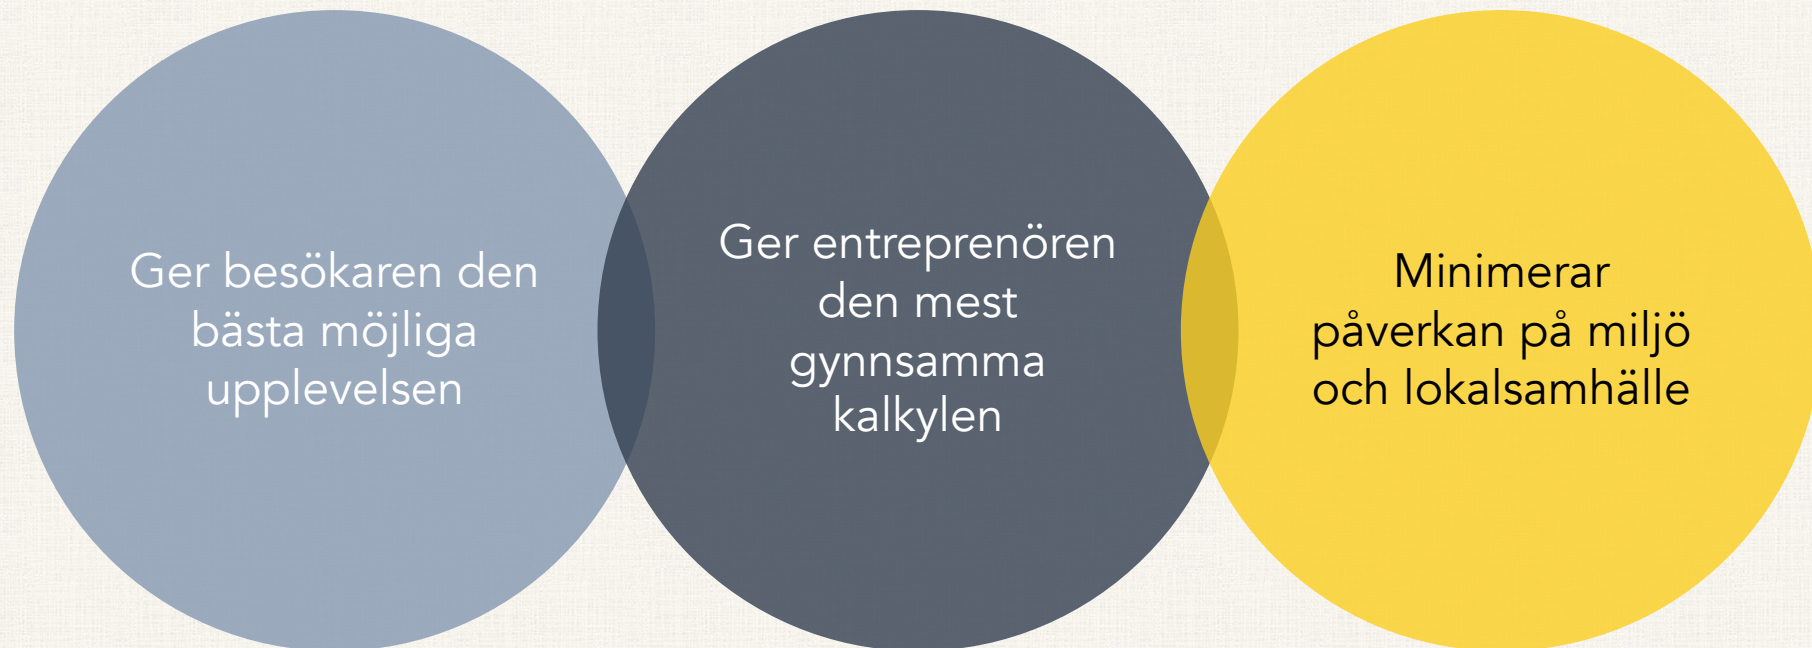 Ger besökaren den
bästa möjliga
upplevelsen
Ger entreprenören
den mest
gynnsamma
kalkylen
Minimerar
påverkan på miljö
och lokalsamhälle